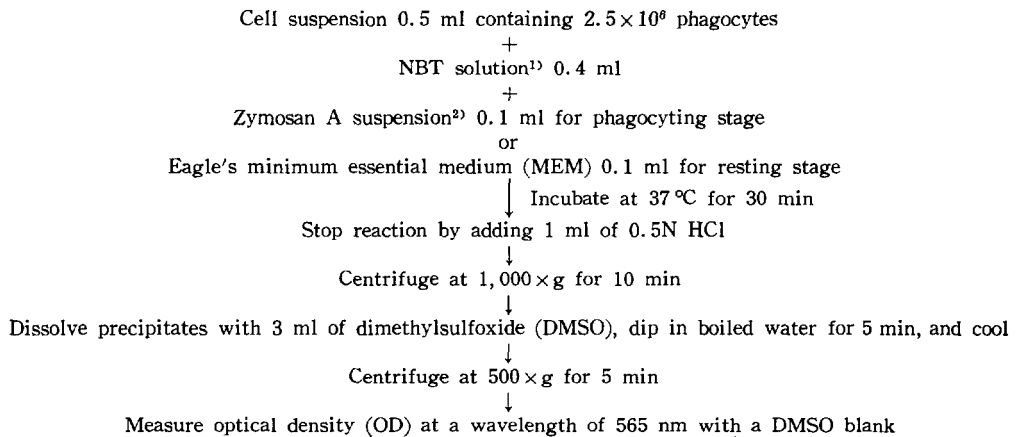 Cell suspension 0.5 ml containing 2.5×10⁶ phagocytes
+
NBT solution¹⁾ 0.4 ml
+
Zymosan A suspension²⁾ 0.1 ml for phagocyting stage
or
Eagle's minimum essential medium (MEM) 0.1 ml for resting stage
Incubate at 37 °C for 30 min
Stop reaction by adding 1 ml of 0.5N HCl
↓
Centrifuge at 1,000×g for 10 min
↓
Dissolve precipitates with 3 ml of dimethylsulfoxide (DMSO), dip in boiled water for 5 min, and cool
↓
Centrifuge at 500×g for 5 min
↓
Measure optical density (OD) at a wavelength of 565 nm with a DMSO blank